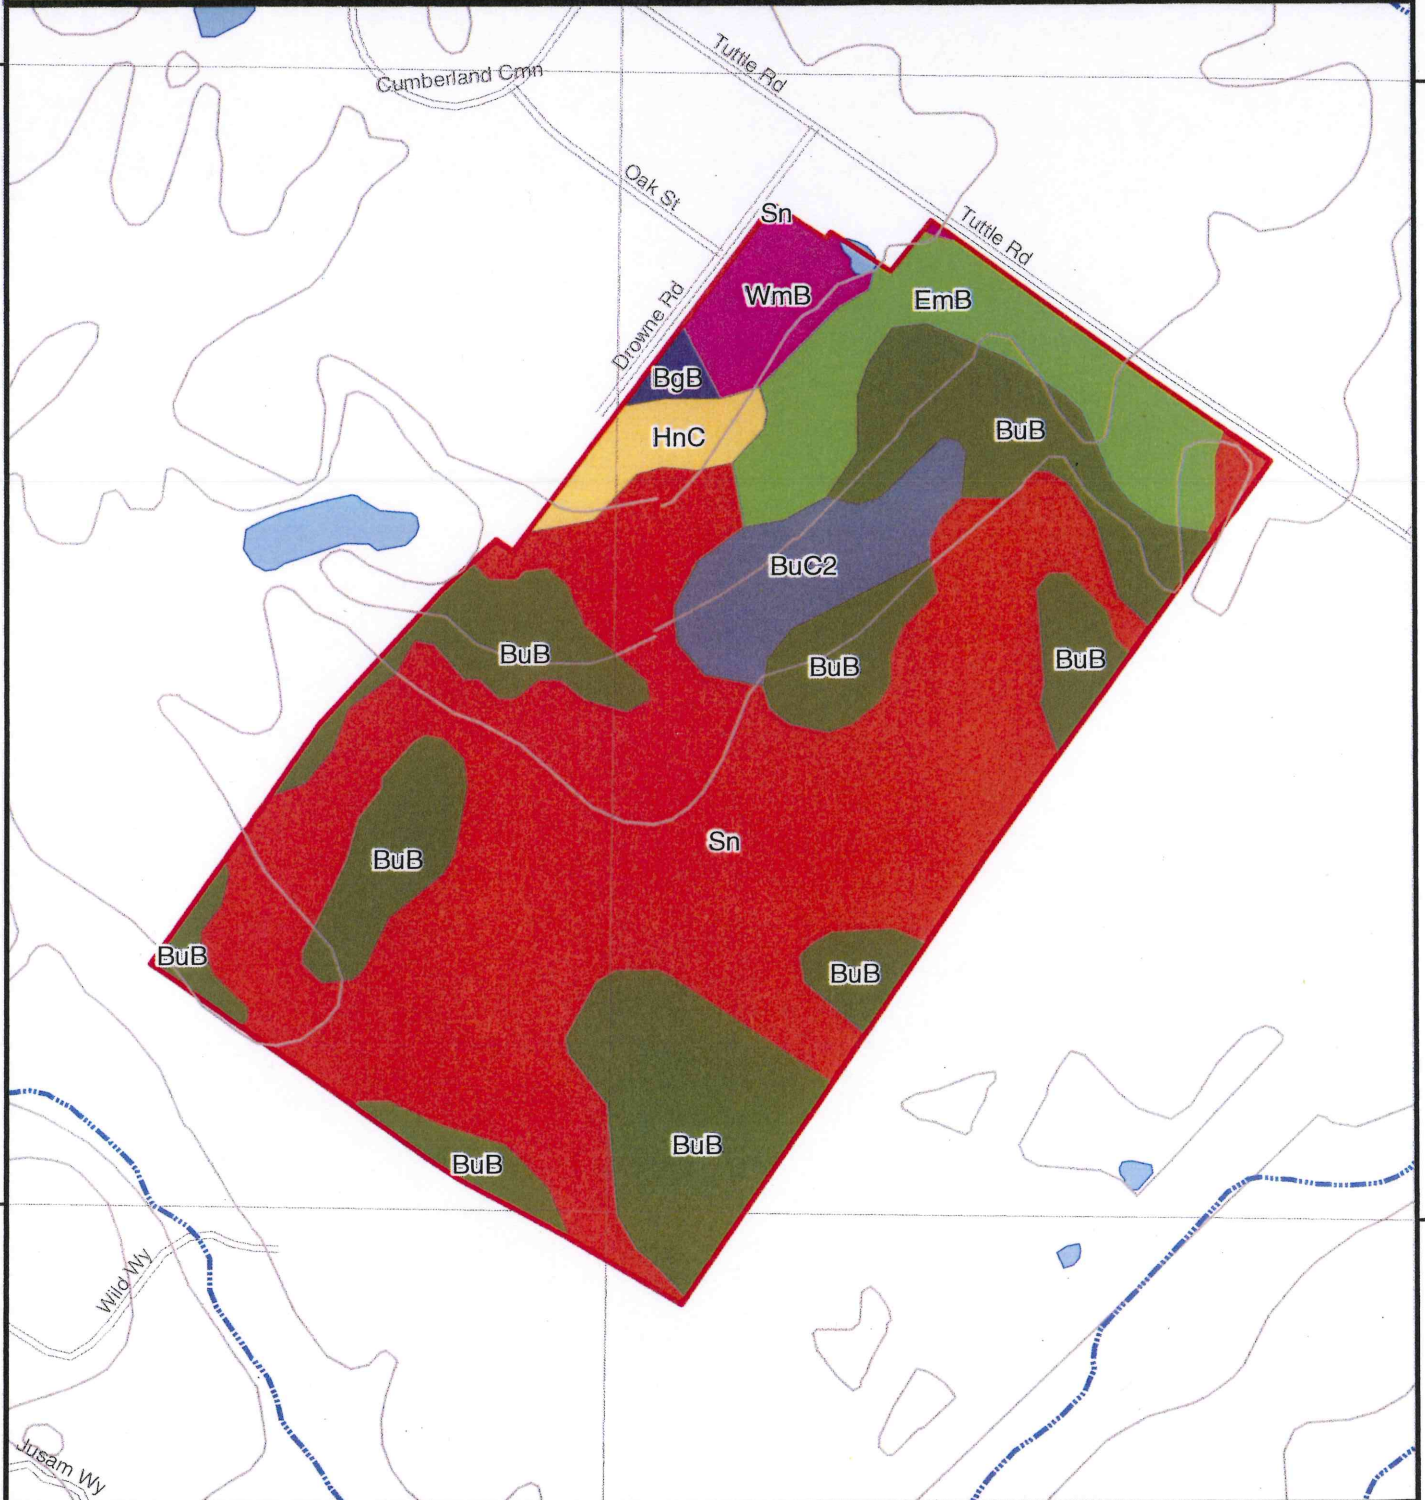 Tuttle Rd
Cumberland Cmn
Oak St
Sn
Tuttle Rd
WmB
EmB
Drowne Rd
BgB
BuB
HnC
BuC2
BuB
BuB
BuB
Sn
BuB
BuB
BuB
BuB
BuB
Wild Wy
Jusam Wy